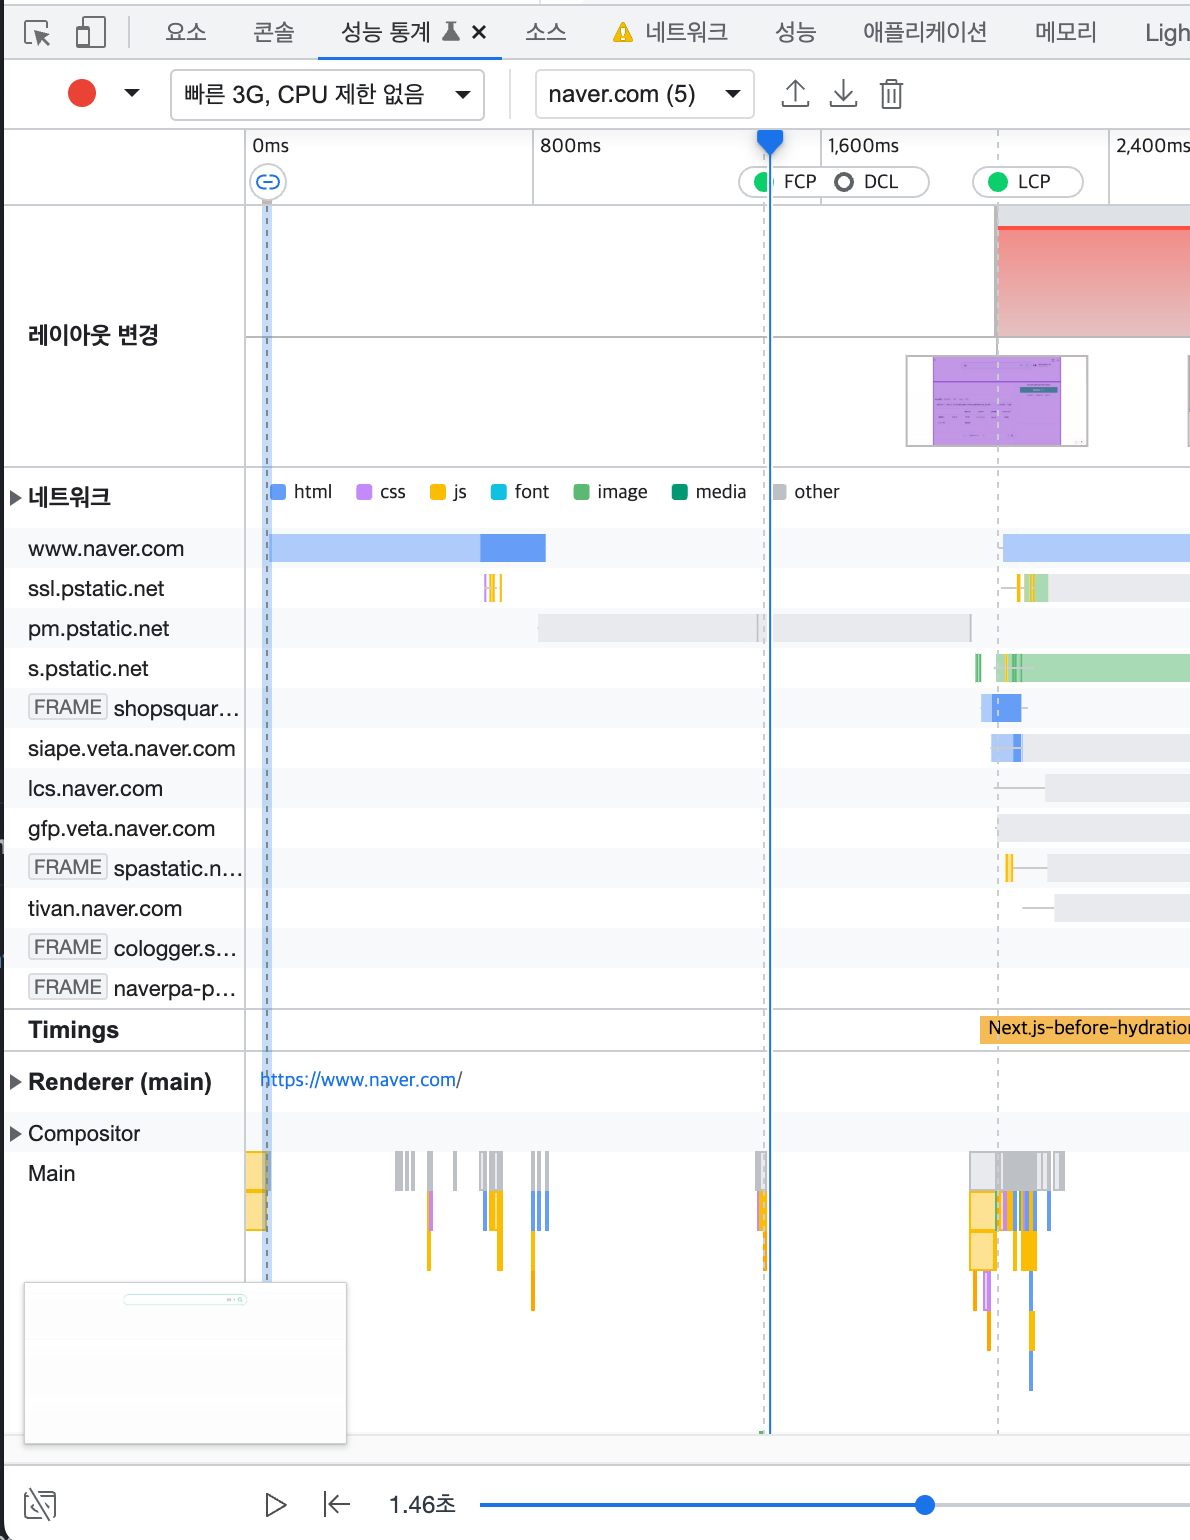 요소 콘솔 성능 통계 소스 네트워크 성능 애플리케이션 메모리 Ligh
빠른 3G, CPU 제한 없음 naver.com (5)
0ms 800ms 1,600ms 2,400ms
FCP DCL LCP
레이아웃 변경
네트워크 html css js font image media other
www.naver.com
ssl.pstatic.net
pm.pstatic.net
s.pstatic.net
FRAME shopsquar...
siape.veta.naver.com
lcs.naver.com
gfp.veta.naver.com
FRAME spastatic.n...
tivan.naver.com
FRAME cologger.s...
FRAME naverpa-p...
Timings Next.js-before-hydration
Renderer (main) https://www.naver.com/
Compositor
Main
1.46초